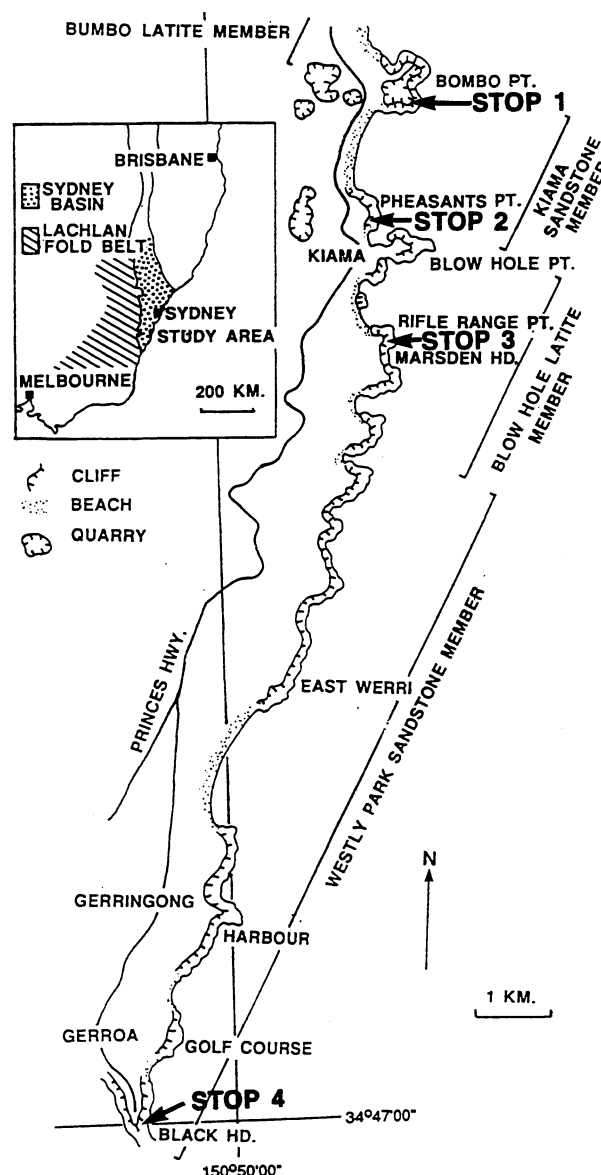 BUMBO LATITE MEMBER
BOMBO PT.
STOP 1
BRISBANE
SYDNEY
BASIN
LACHLAN
FOLD BELT
SYDNEY
STUDY AREA
MELBOURNE
200 KM.
PHEASANTS PT.
STOP 2
KIAMA
BLOW HOLE PT.
KIAMA
SANDSTONE
MEMBER
RIFLE RANGE PT.
STOP 3
MARSDEN HD.
BLOW HOLE LATITE
MEMBER
CLIFF
BEACH
QUARRY
PRINCES HWY.
EAST WERRI
WESTLY PARK SANDSTONE MEMBER
N
GERRINGONG
HARBOUR
1 KM.
GERROA
GOLF COURSE
STOP 4
34°47'00"
BLACK HD.
150°50'00"